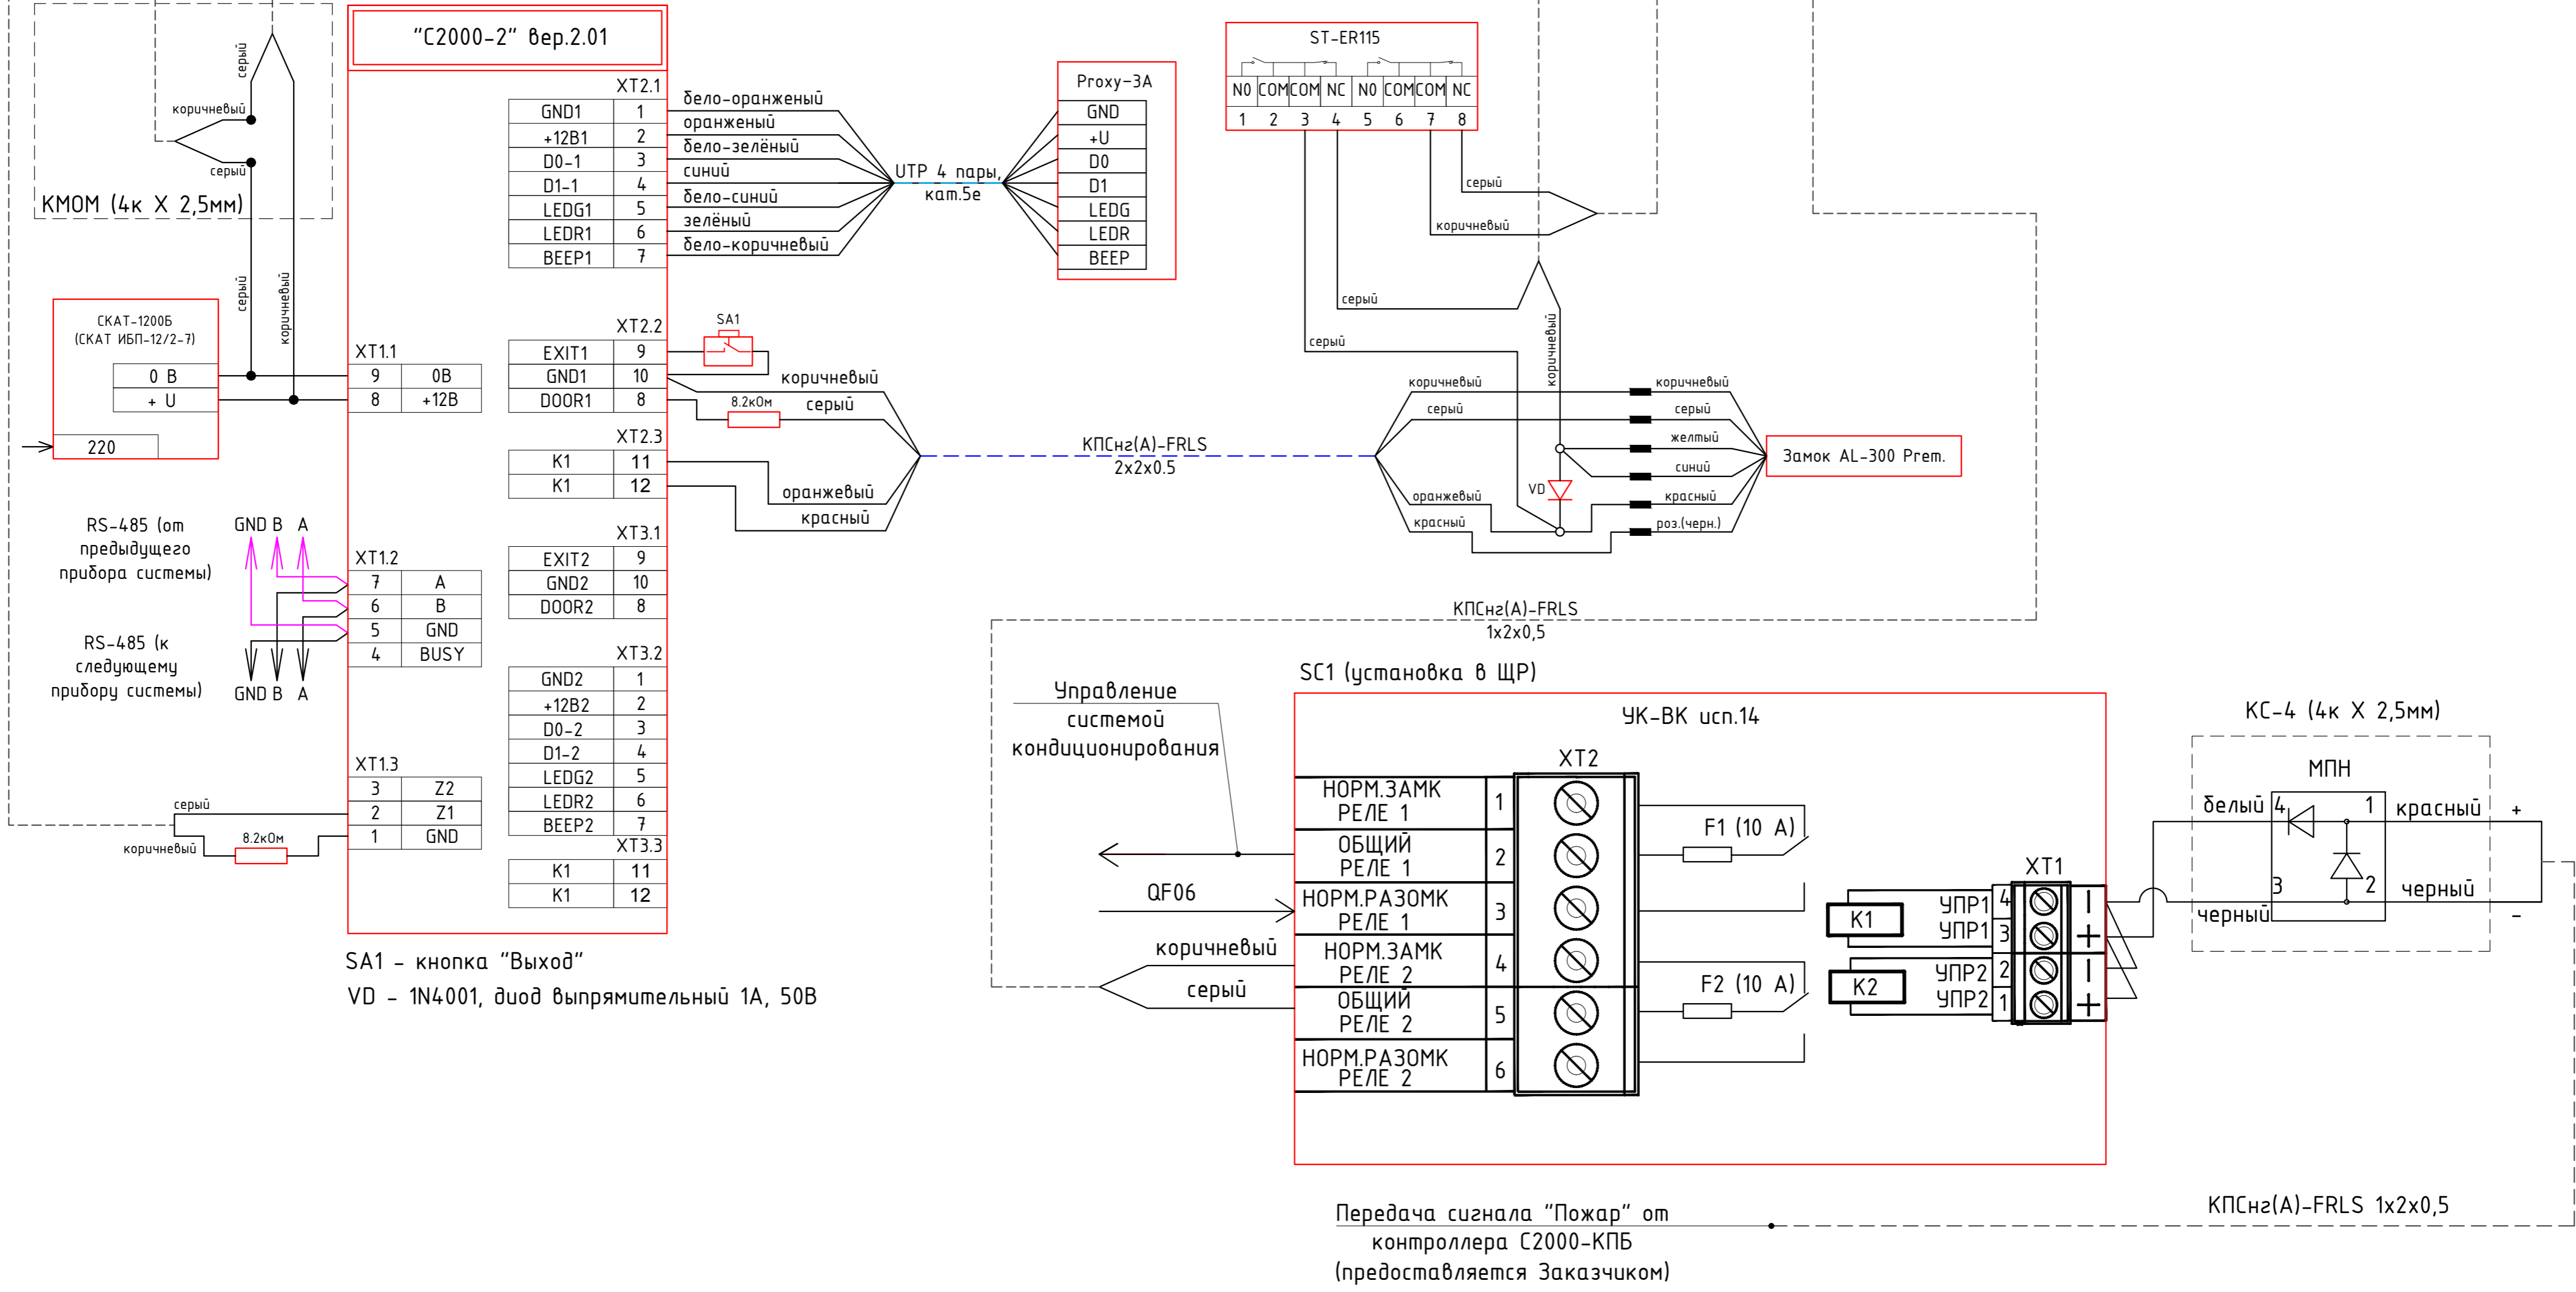 серый
коричневый
серый
КМОМ (4к X 2,5мм)
серый
коричневый
СКАТ-1200Б
(СКАТ ИБП-12/2-7)
0 В
+ U
220
"С2000-2" вер.2.01
XT1.1
9 0В
8 +12В
XT1.2
7 A
6 B
5 GND
4 BUSY
XT1.3
3 Z2
2 Z1
1 GND
RS-485 (от
предыдущего
прибора системы)
GND B A
RS-485 (к
следующему
прибору системы)
GND B A
серый
коричневый
8.2кОм
XT2.1
GND1 1
+12В1 2
D0-1 3
D1-1 4
LEDG1 5
LEDR1 6
BEEP1 7
XT2.2
EXIT1 9
GND1 10
DOOR1 8
XT2.3
K1 11
K1 12
XT3.1
EXIT2 9
GND2 10
DOOR2 8
XT3.2
GND2 1
+12В2 2
D0-2 3
D1-2 4
LEDG2 5
LEDR2 6
BEEP2 7
XT3.3
K1 11
K1 12
бело-оранженый
оранженый
бело-зелёный
синий
бело-синий
зелёный
бело-коричневый
UTP 4 пары,
кат.5е
Proxy-3A
GND
+U
D0
D1
LEDG
LEDR
BEEP
SA1
коричневый
8.2кОм
серый
оранжевый
красный
КПСнг(А)-FRLS
2х2х0.5
ST-ER115
NO COM COM NC NO COM COM NC
1 2 3 4 5 6 7 8
серый
коричневый
серый
серый
коричневый
коричневый
серый
оранжевый
красный
VD
коричневый
серый
желтый
синий
красный
роз.(черн.)
Замок AL-300 Prem.
КПСнг(А)-FRLS
1х2х0,5
SA1 - кнопка "Выход"
VD - 1N4001, диод выпрямительный 1А, 50В
SC1 (установка в ЩР)
УК-ВК исп.14
Управление
системой
кондиционирования
QF06
коричневый
серый
XT2
НОРМ.ЗАМК
РЕЛЕ 1
1
ОБЩИЙ
РЕЛЕ 1
2
НОРМ.РАЗОМК
РЕЛЕ 1
3
НОРМ.ЗАМК
РЕЛЕ 2
4
ОБЩИЙ
РЕЛЕ 2
5
НОРМ.РАЗОМК
РЕЛЕ 2
6
F1 (10 А)
F2 (10 А)
XT1
K1
УПР1 4 -
УПР1 3 +
K2
УПР2 2 -
УПР2 1 +
КС-4 (4к X 2,5мм)
МПН
белый 4
1 красный +
3
черный
2 черный
-
КПСнг(А)-FRLS 1х2х0,5
Передача сигнала "Пожар" от
контроллера С2000-КПБ
(предоставляется Заказчиком)